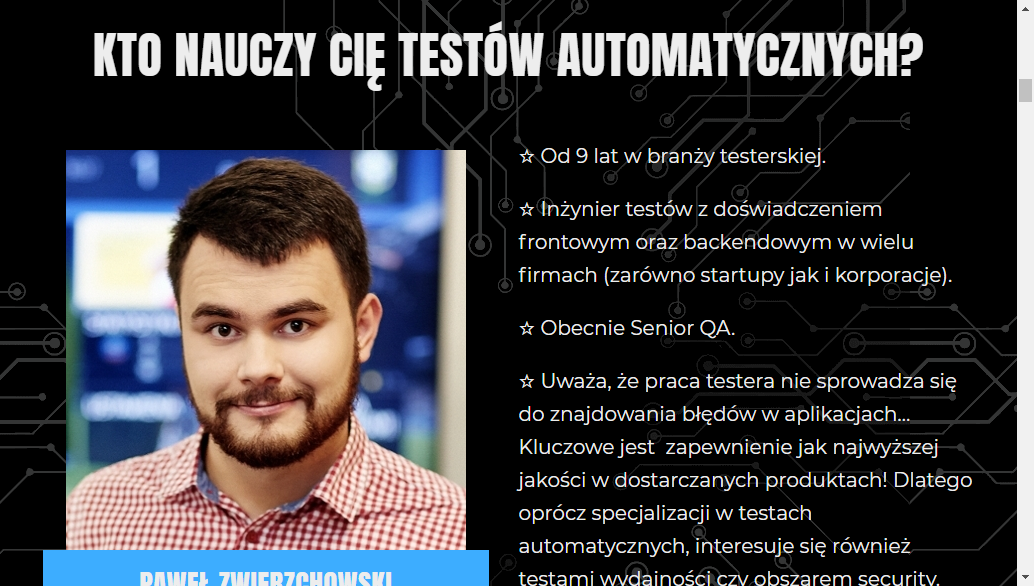 KTO NAUCZY CIĘ TESTÓW AUTOMATYCZNYCH?
☆ Od 9 lat w branży testerskiej.
☆ Inżynier testów z doświadczeniem
frontowym oraz backendowym w wielu
firmach (zarówno startupy jak i korporacje).
☆ Obecnie Senior QA.
☆ Uważa, że praca testera nie sprowadza się
do znajdowania błędów w aplikacjach...
Kluczowe jest  zapewnienie jak najwyższej
jakości w dostarczanych produktach! Dlatego
oprócz specjalizacji w testach
automatycznych, interesuje się również
testami wydajności czy obszarem security.
PAWEŁ ZWIERZCHOWSKI